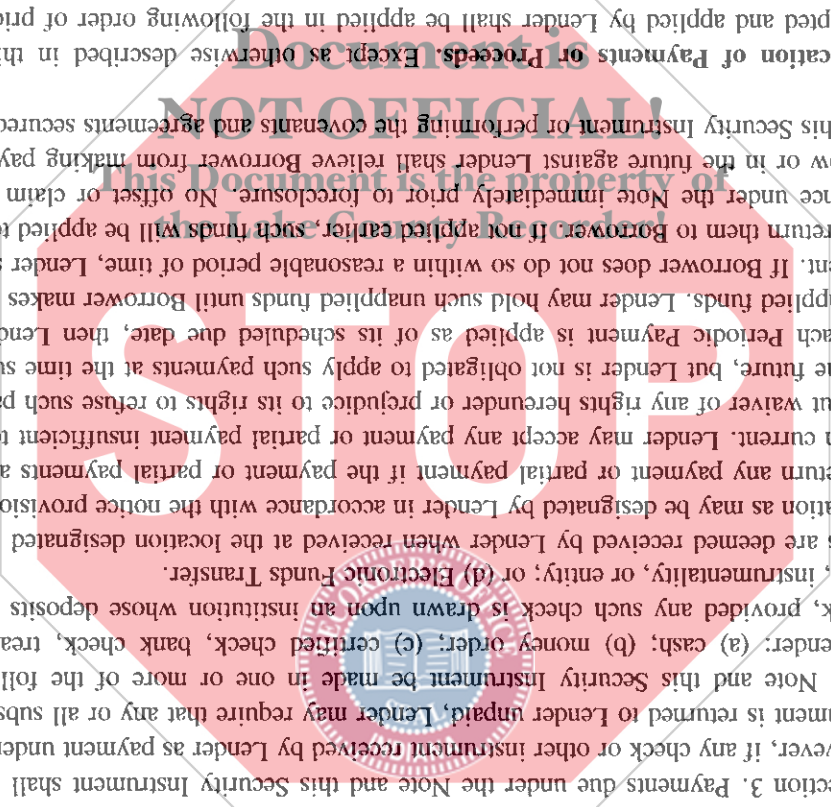 ction 3. Payments due under the Note and this Security Instrument shall
vever, if any check or other instrument received by Lender as payment under
ument is returned to Lender unpaid, Lender may require that any or all subs
Note and this Security Instrument be made in one or more of the foll
ender: (a) cash; (b) money order; (c) certified check, bank check, trea
k, provided any such check is drawn upon an institution whose deposits
, instrumentality, or entity; or (d) Electronic Funds Transfer.
s are deemed received by Lender when received at the location designated
ation as may be designated by Lender in accordance with the notice provisio
turn any payment or partial payment if the payment or partial payments a
n current. Lender may accept any payment or partial payment insufficient t
ut waiver of any rights hereunder or prejudice to its rights to refuse such pa
he future, but Lender is not obligated to apply such payments at the time su
ach Periodic Payment is applied as of its scheduled due date, then Lend
pplied funds. Lender may hold such unapplied funds until Borrower makes
ent. If Borrower does not do so within a reasonable period of time, Lender s
return them to Borrower. If not applied earlier, such funds will be applied t
nce under the Note immediately prior to foreclosure. No offset or claim
ow or in the future against Lender shall relieve Borrower from making pay
his Security Instrument or performing the covenants and agreements secured
cation of Payments or Proceeds. Except as otherwise described in thi
pted and applied by Lender shall be applied in the following order of prio
Document is
NOT OFFICIAL!
This Document is the property of
the Lake County Recorder!
STOP
RECORDER OFFICE
SEAL
INDIANA